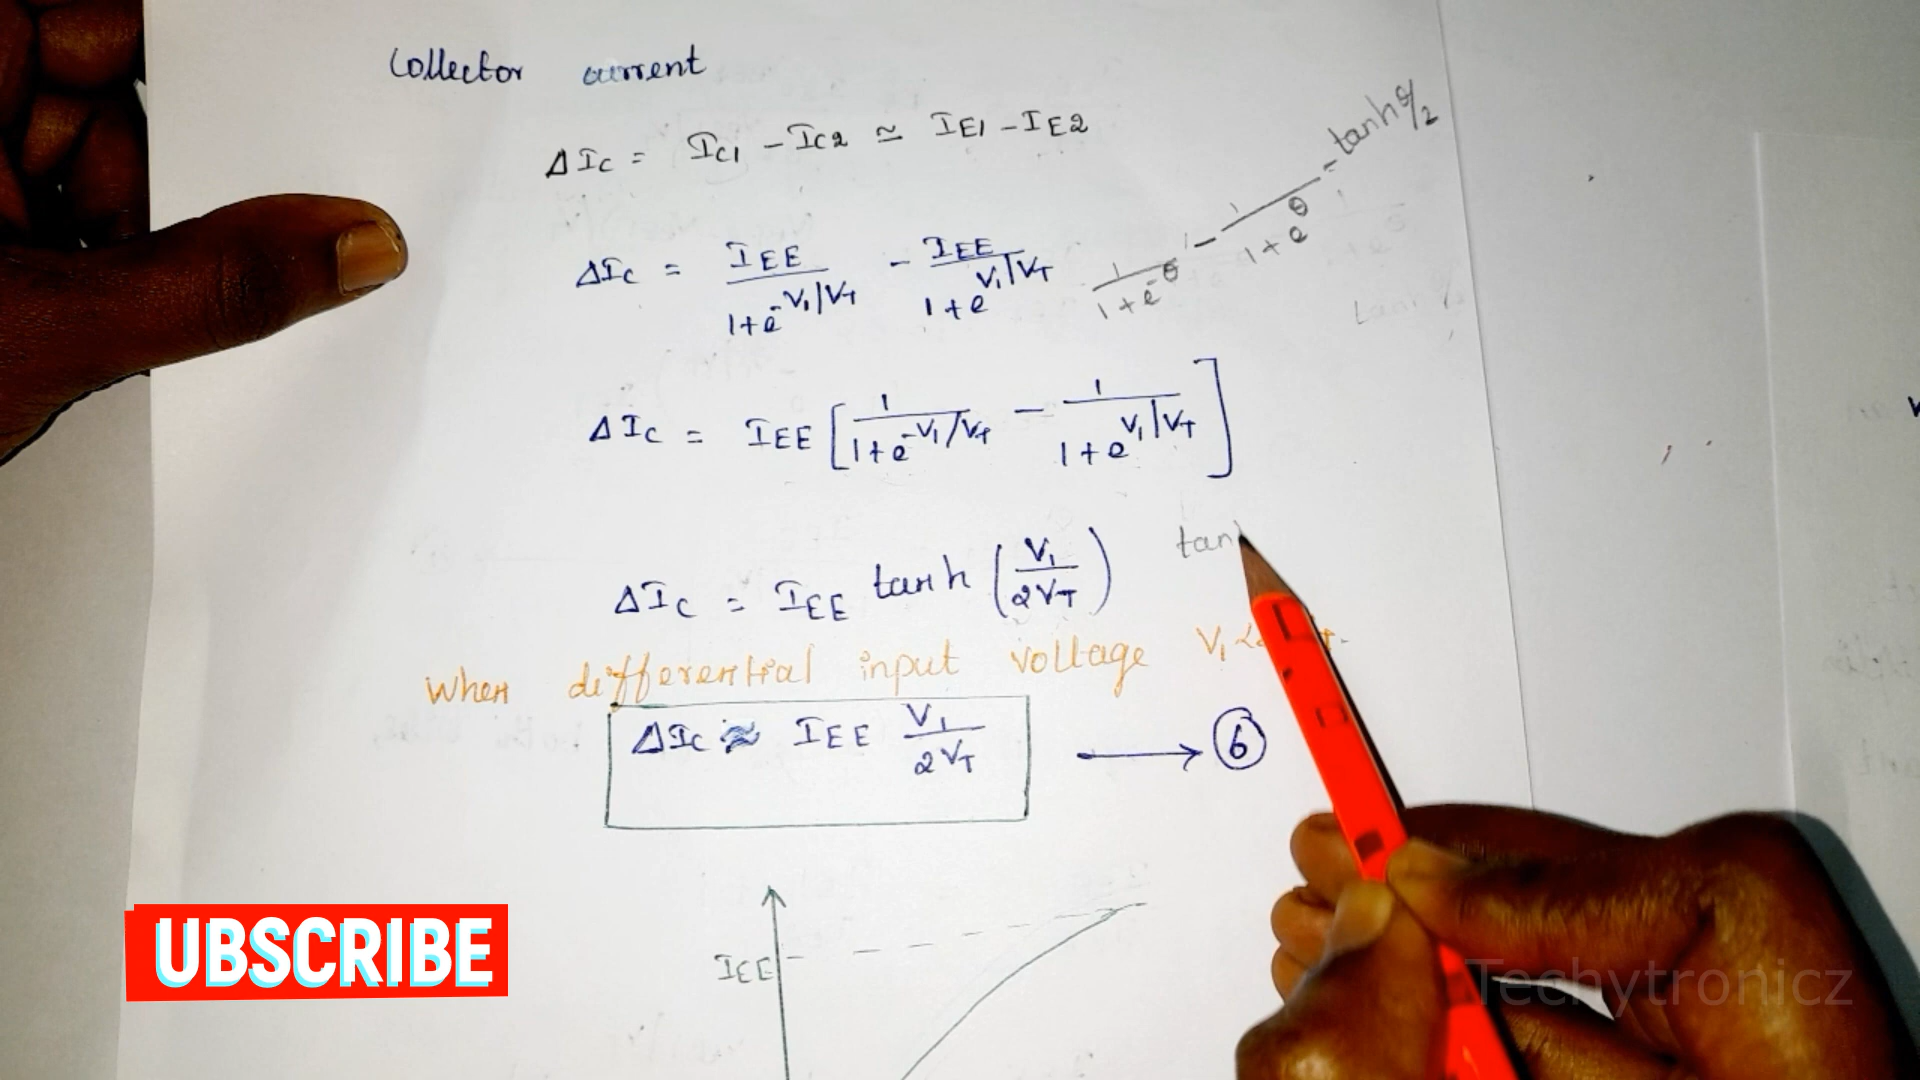 Collector current
ΔIC = IC1 - IC2 ≃ IE1 - IE2
1/(1+e^-θ) - 1/(1+e^θ) = tanh θ/2
ΔIC = IEE/(1+e^-V1/VT) - IEE/(1+e^V1/VT)
ΔIC = IEE [1/(1+e^-V1/VT) - 1/(1+e^V1/VT)]
ΔIC = IEE tanh (V1/2VT) tan
When differential input voltage V1
ΔIC ≈ IEE V1/2VT → 6
IEE
UBSCRIBE
Techytronicz